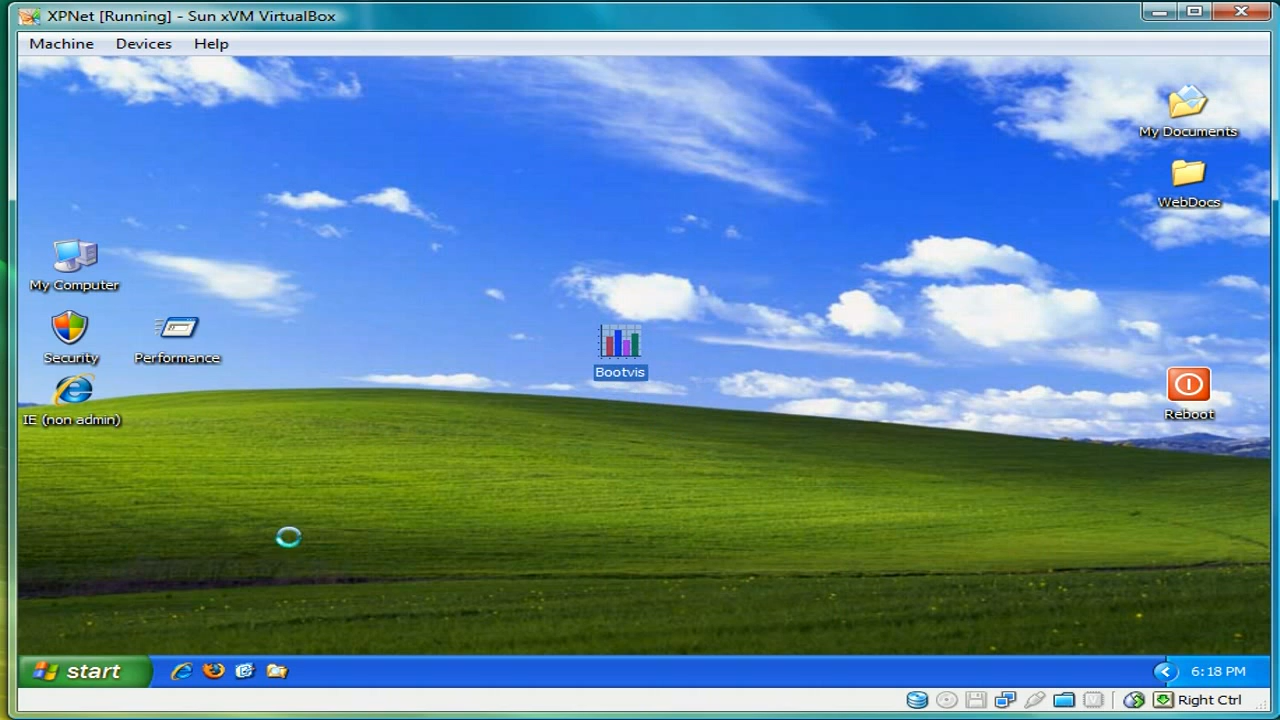 XPNet [Running] - Sun xVM VirtualBox
Machine Devices Help
My Documents
WebDocs
My Computer
Security
Performance
Bootvis
IE (non admin)
Reboot
start
6:18 PM
Right Ctrl